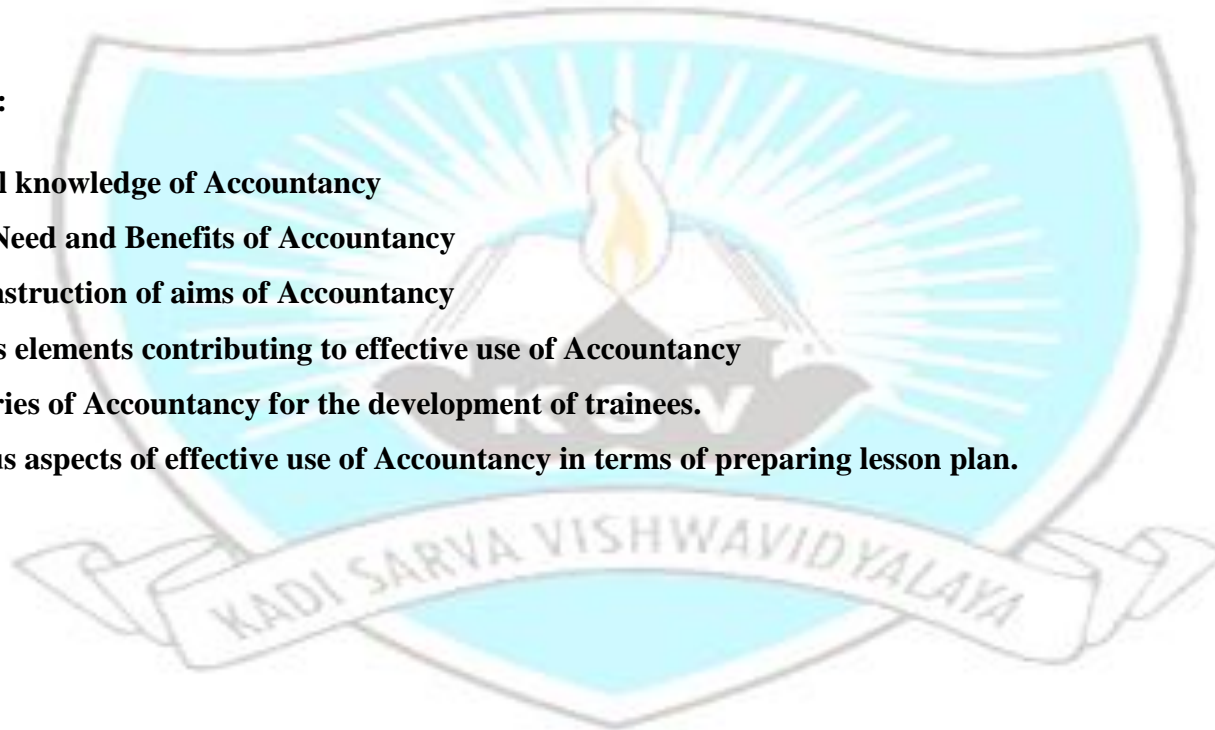 :
l knowledge of Accountancy
Need and Benefits of Accountancy
nstruction of aims of Accountancy
s elements contributing to effective use of Accountancy
ries of Accountancy for the development of trainees.
us aspects of effective use of Accountancy in terms of preparing lesson plan.
KSV
KADI SARVA VISHWAVIDYALAYA